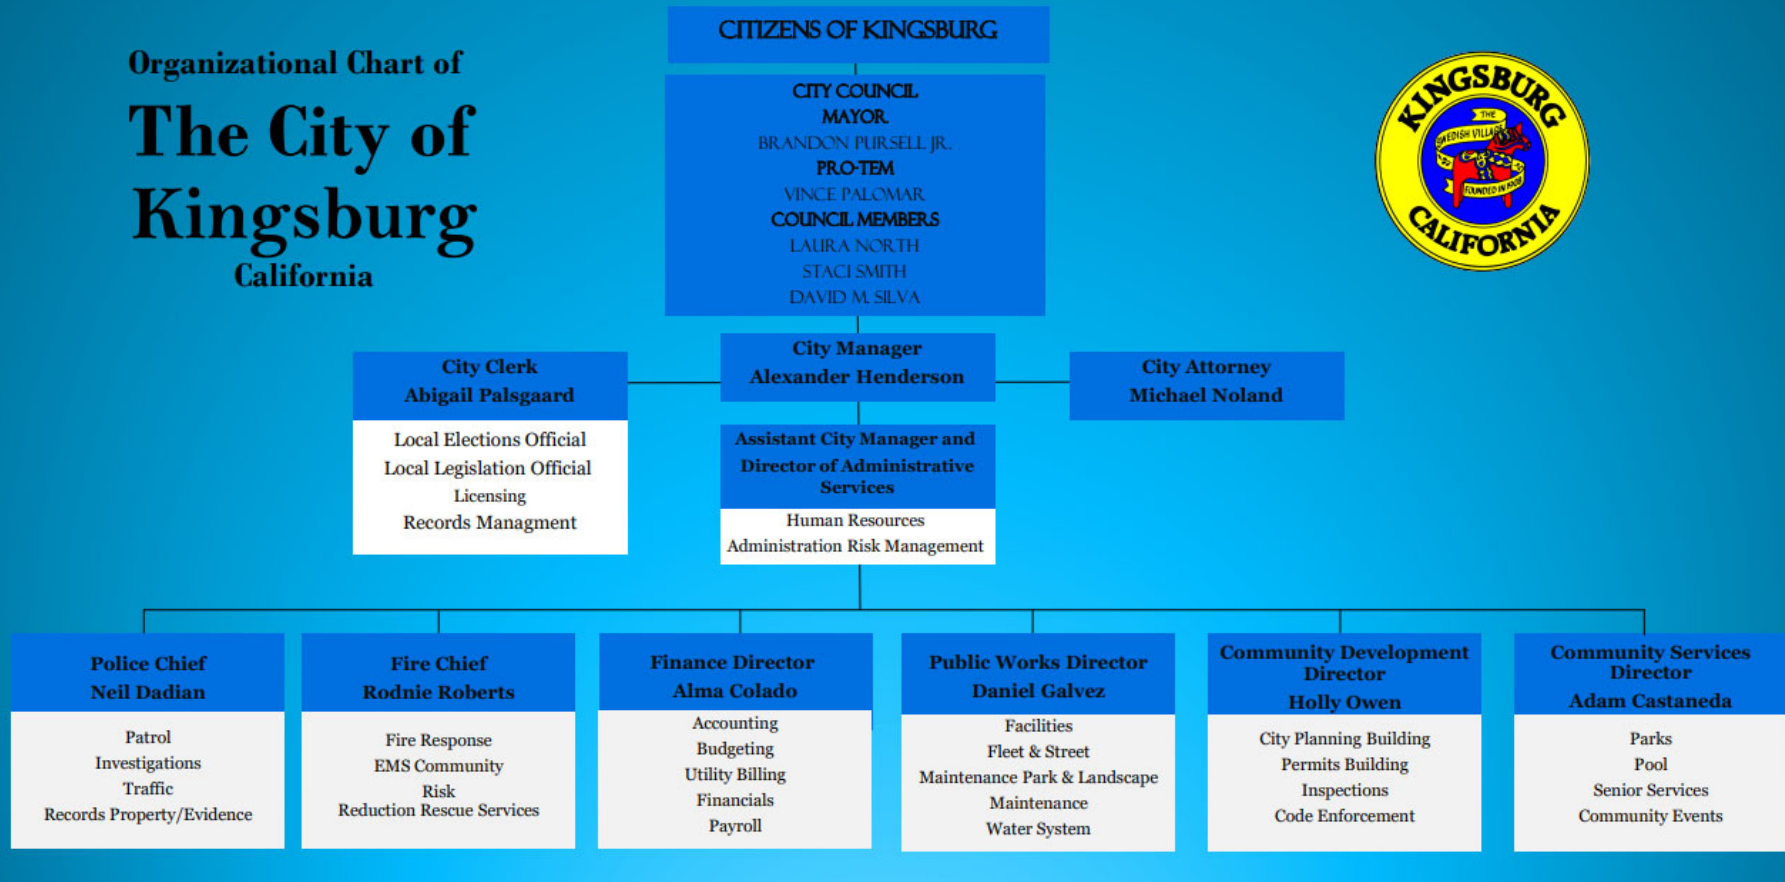 Organizational Chart of
The City of
Kingsburg
California
CITIZENS OF KINGSBURG
CITY COUNCIL
MAYOR
BRANDON PURSELL JR.
PRO-TEM
VINCE PALOMAR
COUNCIL MEMBERS
LAURA NORTH
STACI SMITH
DAVID M. SILVA
KINGSBURG
THE
SWEDISH VILLAGE
FOUNDED IN 1908
CALIFORNIA
City Clerk
Abigail Palsgaard
Local Elections Official
Local Legislation Official
Licensing
Records Managment
City Manager
Alexander Henderson
City Attorney
Michael Noland
Assistant City Manager and
Director of Administrative
Services
Human Resources
Administration Risk Management
Police Chief
Neil Dadian
Patrol
Investigations
Traffic
Records Property/Evidence
Fire Chief
Rodnie Roberts
Fire Response
EMS Community
Risk
Reduction Rescue Services
Finance Director
Alma Colado
Accounting
Budgeting
Utility Billing
Financials
Payroll
Public Works Director
Daniel Galvez
Facilities
Fleet & Street
Maintenance Park & Landscape
Maintenance
Water System
Community Development
Director
Holly Owen
City Planning Building
Permits Building
Inspections
Code Enforcement
Community Services
Director
Adam Castaneda
Parks
Pool
Senior Services
Community Events